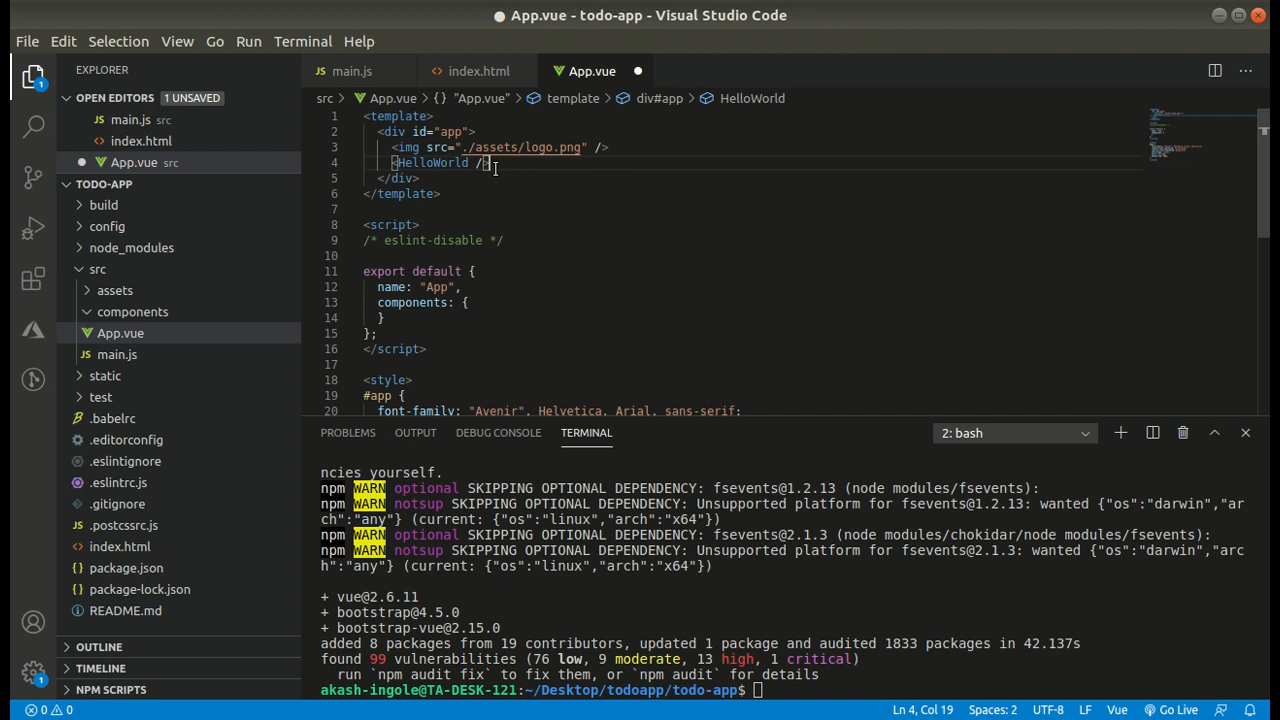 App.vue - todo-app - Visual Studio Code
File Edit Selection View Go Run Terminal Help
EXPLORER
OPEN EDITORS 1 UNSAVED
main.js src
index.html
App.vue src
TODO-APP
build
config
node_modules
src
assets
components
App.vue
main.js
static
test
.babelrc
.editorconfig
.eslintignore
.eslintrc.js
.gitignore
.postcssrc.js
index.html
package.json
package-lock.json
README.md
OUTLINE
TIMELINE
NPM SCRIPTS
1
1
main.js index.html App.vue
src > App.vue > {} "App.vue" > template > div#app > HelloWorld
1 <template>
2 <div id="app">
3 <img src="./assets/logo.png" />
4 <HelloWorld />
5 </div>
6 </template>
7
8 <script>
9 /* eslint-disable */
10
11 export default {
12 name: "App",
13 components: {
14 }
15 };
16 </script>
17
18 <style>
19 #app {
20 font-family: "Avenir", Helvetica, Arial, sans-serif;
PROBLEMS OUTPUT DEBUG CONSOLE TERMINAL 2: bash
ncies yourself.
npm WARN optional SKIPPING OPTIONAL DEPENDENCY: fsevents@1.2.13 (node_modules/fsevents):
npm WARN notsup SKIPPING OPTIONAL DEPENDENCY: Unsupported platform for fsevents@1.2.13: wanted {"os":"darwin","ar
ch":"any"} (current: {"os":"linux","arch":"x64"})
npm WARN optional SKIPPING OPTIONAL DEPENDENCY: fsevents@2.1.3 (node_modules/chokidar/node_modules/fsevents):
npm WARN notsup SKIPPING OPTIONAL DEPENDENCY: Unsupported platform for fsevents@2.1.3: wanted {"os":"darwin","arc
h":"any"} (current: {"os":"linux","arch":"x64"})
+ vue@2.6.11
+ bootstrap@4.5.0
+ bootstrap-vue@2.15.0
added 8 packages from 19 contributors, updated 1 package and audited 1833 packages in 42.137s
found 99 vulnerabilities (76 low, 9 moderate, 13 high, 1 critical)
run `npm audit fix` to fix them, or `npm audit` for details
akash-ingole@TA-DESK-121:~/Desktop/todoapp/todo-app$
0 0 Ln 4, Col 19 Spaces: 2 UTF-8 LF Vue Go Live